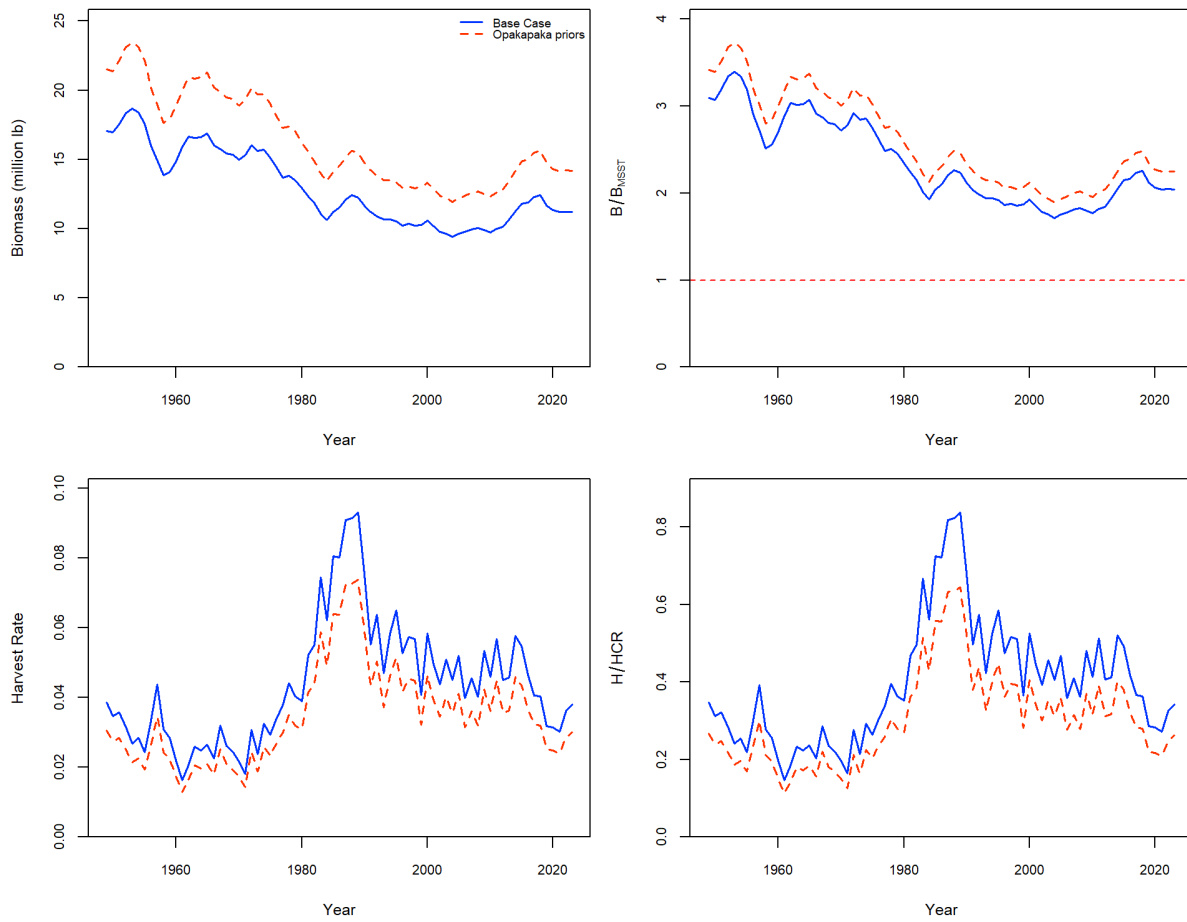 Base Case
Opakapaka priors
Biomass (million lb)
0 5 10 15 20 25
1960 1980 2000 2020
Year
B/B_MSST
0 1 2 3 4
1960 1980 2000 2020
Year
Harvest Rate
0.00 0.02 0.04 0.06 0.08 0.10
1960 1980 2000 2020
Year
H/HCR
0.0 0.2 0.4 0.6 0.8
1960 1980 2000 2020
Year